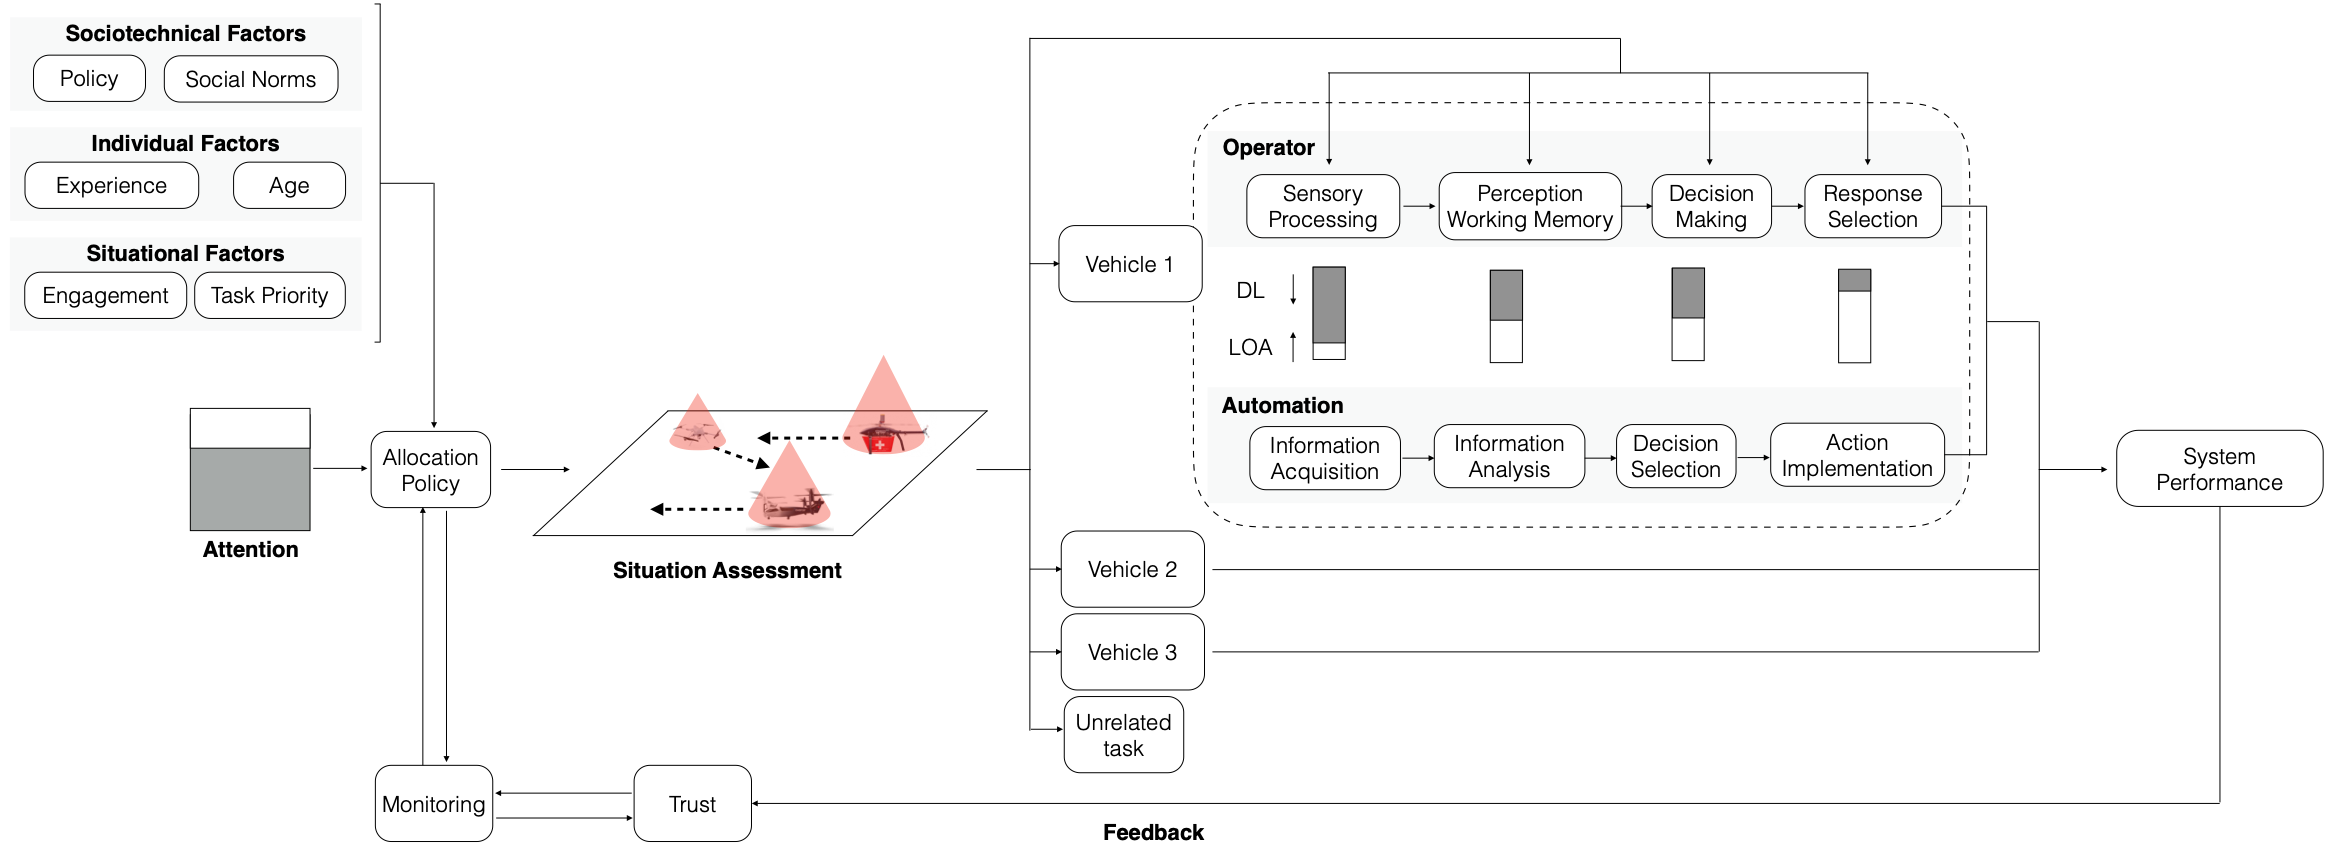 Sociotechnical Factors
Policy
Social Norms
Individual Factors
Experience
Age
Situational Factors
Engagement
Task Priority
Attention
Allocation
Policy
Situation Assessment
Monitoring
Trust
Feedback
Vehicle 1
Operator
Sensory
Processing
Perception
Working Memory
Decision
Making
Response
Selection
DL
LOA
Automation
Information
Acquisition
Information
Analysis
Decision
Selection
Action
Implementation
Vehicle 2
Vehicle 3
Unrelated
task
System
Performance